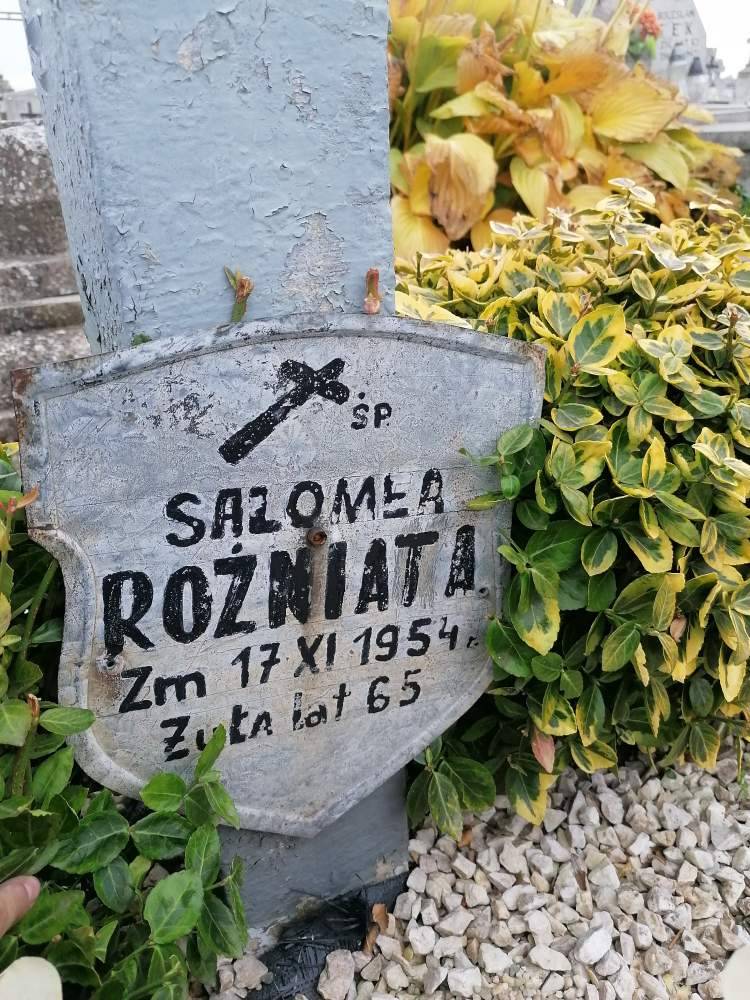 ŚP.
SALOMEA
ROŻNIATA.
Zm 17 XI 1954 r.
Żyła lat 65